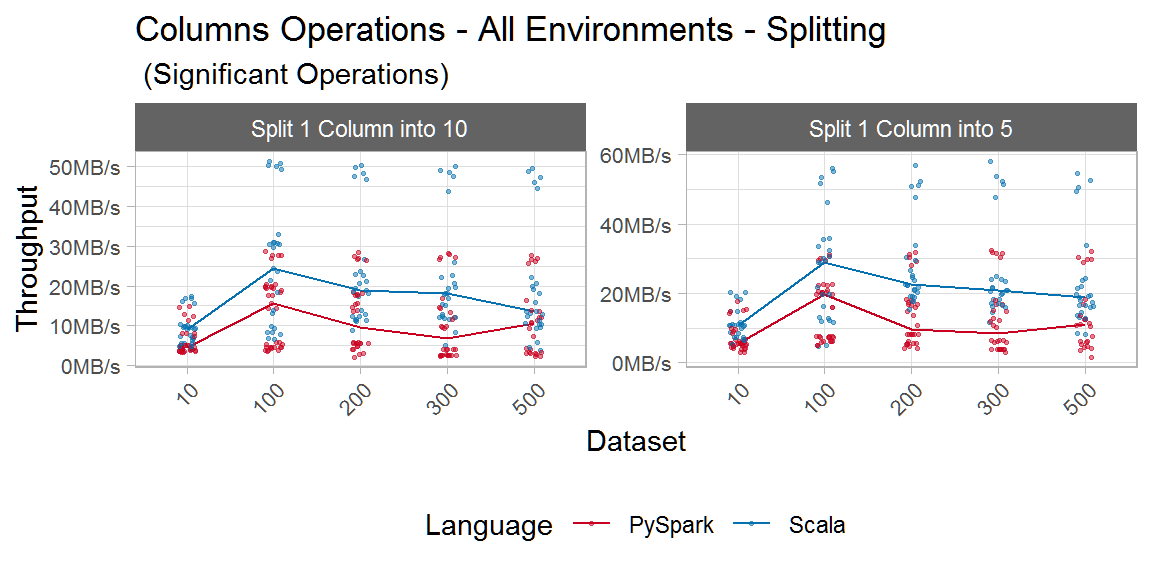 Columns Operations - All Environments - Splitting
(Significant Operations)
Split 1 Column into 10
Split 1 Column into 5
Throughput
50MB/s
40MB/s
30MB/s
20MB/s
10MB/s
0MB/s
60MB/s
40MB/s
20MB/s
0MB/s
10
100
200
300
500
10
100
200
300
500
Dataset
Language
PySpark
Scala